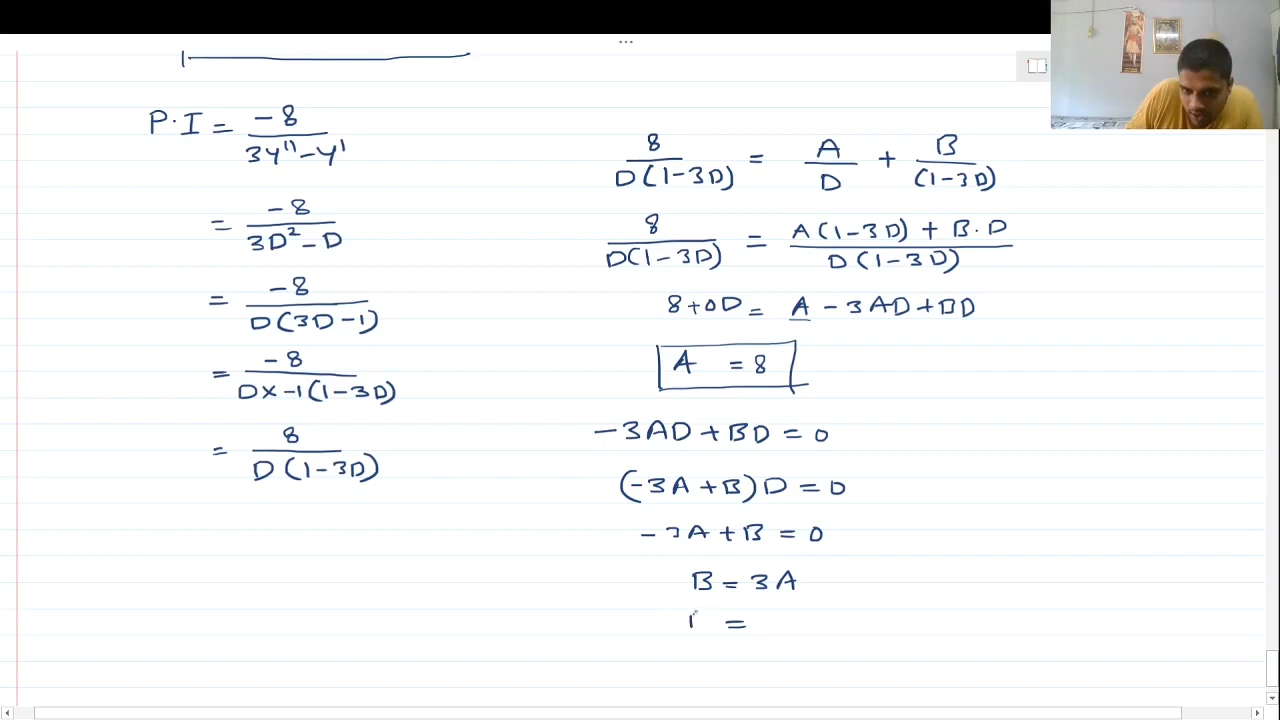 P.I = -8 / 3y'' - y'
= -8 / 3D² - D
= -8 / D(3D-1)
= -8 / D×-1(1-3D)
= 8 / D(1-3D)
8 / D(1-3D) = A / D + B / (1-3D)
8 / D(1-3D) = A(1-3D) + B.D / D(1-3D)
8+0D = A - 3AD + BD
A = 8
-3AD + BD = 0
(-3A + B)D = 0
-3A + B = 0
B = 3A
=